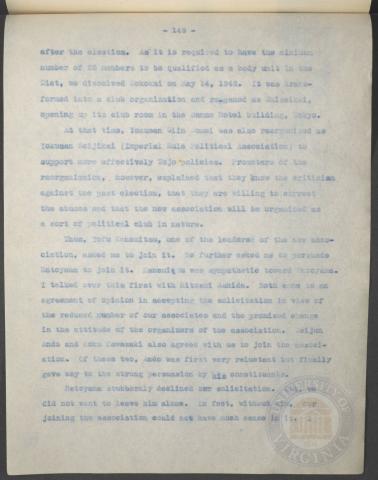 - 149 -
after the election. As it is required to have the minimum
number of 25 members to be qualified as a body unit in the
Diet, we dissolved Dokokai on May 14, 1942. It was trans-
formed into a club organization and renamed as
opening up its club room in the Sanno Hotel building, Tokyo.
At that time, Yokusan Giin Domei was also reorganized as
Yokusan Seijikai (Imperial Rule Political Association) to
support more effectively Tojo policies. Promoters of the
reorganization, however, explained that they knew the criticism
against the past election, that they are willing to correct
the abuses and that the new association will be organized as
a sort of political club in nature.
Then, one of the leaders of the new asso-
ciation, asked me to join it. He further asked me to persuade
Hatoyama to join it. was sympathetic toward Hatoyama.
I talked over this first with Hitoshi Ashida. Both came to an
agreement of opinion in accepting the solicitation in view of
the reduced number of our associates and the promised change
in the attitude of the organizers of the association. Seijun
Ando and Kawasaki also agreed with me to join the associ-
ation. Of these two, Ando was first very reluctant but finally
gave way to the strong persuasion by his constituents.
Hatoyama stubbornly declined our solicitation. we
did not want to leave him alone. In fact, without him, our
joining the association could not have much sense in it.
UNIVERSITY OF VIRGINIA